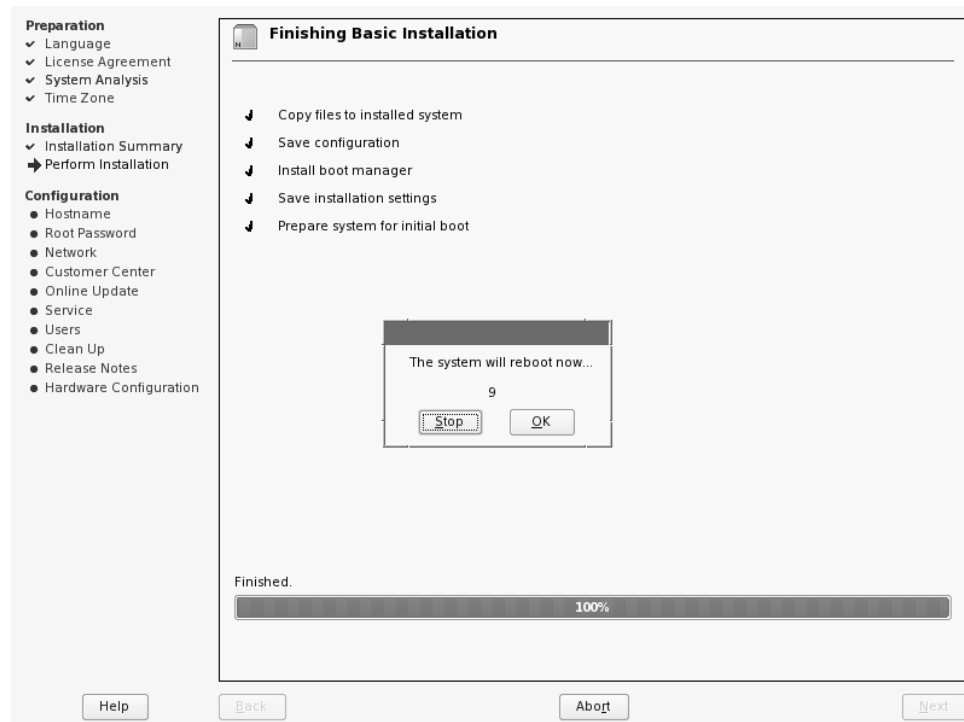 Preparation
Language
License Agreement
System Analysis
Time Zone
Installation
Installation Summary
Perform Installation
Configuration
Hostname
Root Password
Network
Customer Center
Online Update
Service
Users
Clean Up
Release Notes
Hardware Configuration
N
Finishing Basic Installation
Copy files to installed system
Save configuration
Install boot manager
Save installation settings
Prepare system for initial boot
The system will reboot now...
9
Stop OK
Finished.
100%
Help Back Abort Next